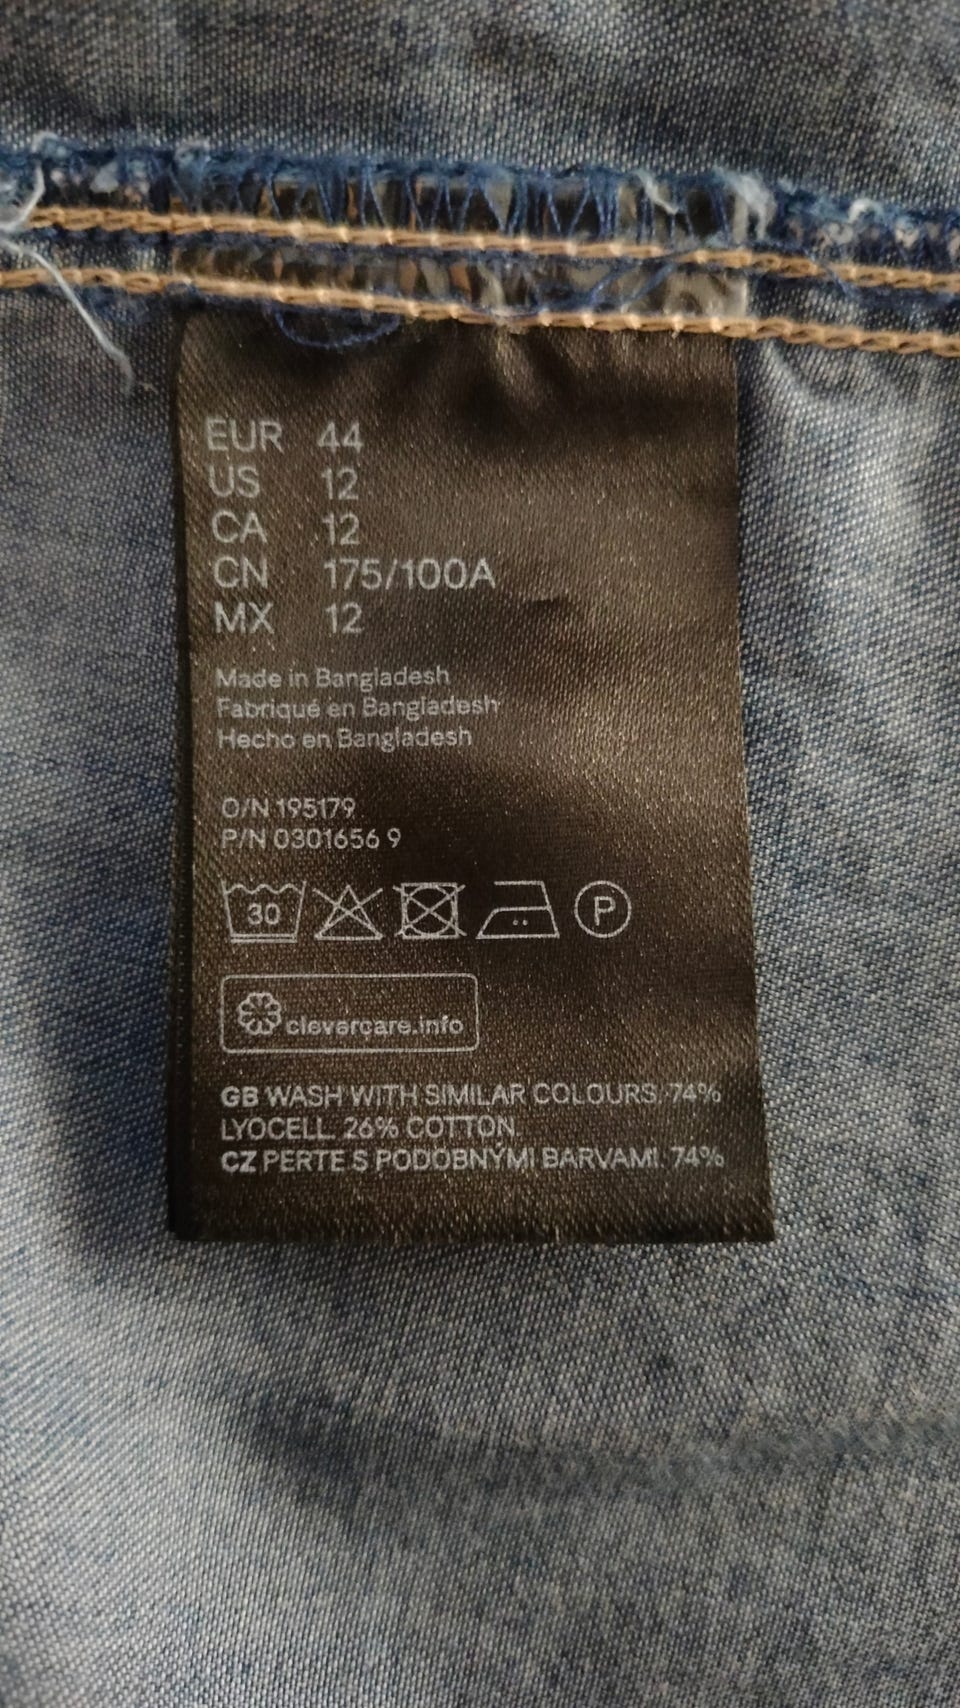 EUR 44
US 12
CA 12
CN 175/100A
MX 12
Made in Bangladesh
Fabriqué en Bangladesh
Hecho en Bangladesh
O/N 195179
P/N 0301656 9
30 P
clevercare.info
GB WASH WITH SIMILAR COLOURS. 74%
LYOCELL. 26% COTTON.
CZ PERTE S PODOBNÝMI BARVAMI. 74%